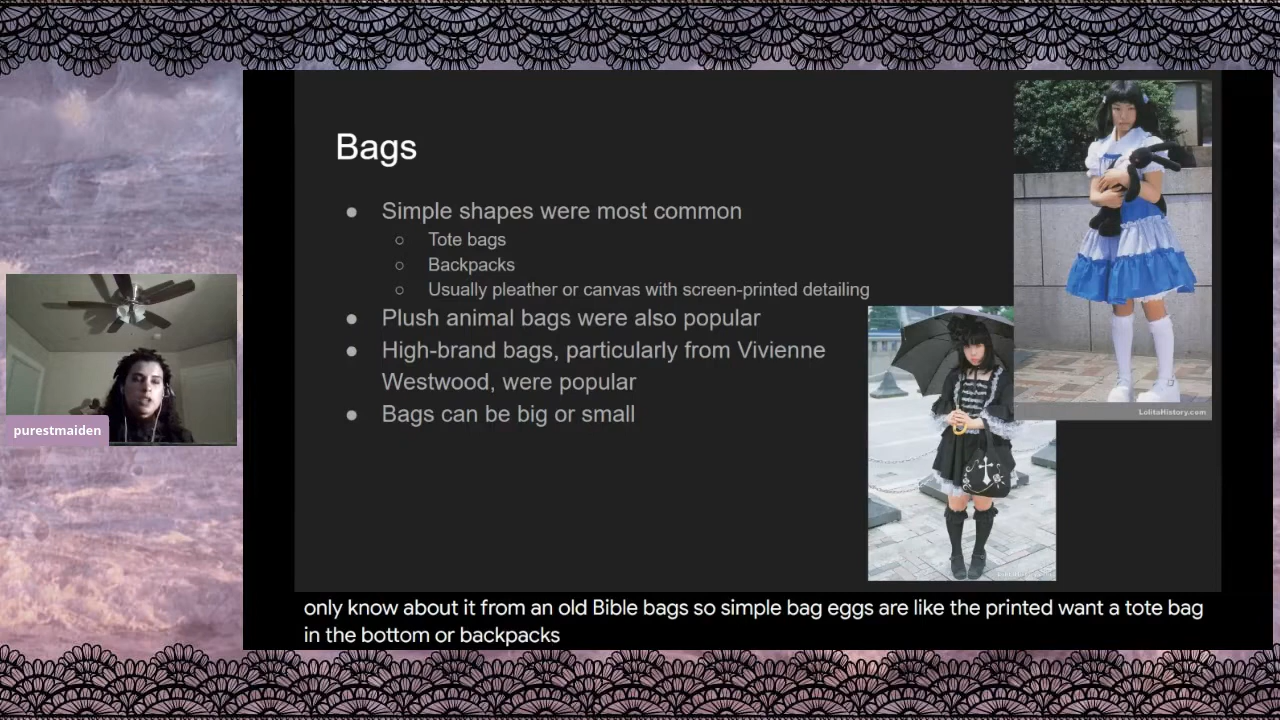 Bags
● Simple shapes were most common
○ Tote bags
○ Backpacks
○ Usually pleather or canvas with screen-printed detailing
● Plush animal bags were also popular
● High-brand bags, particularly from Vivienne
Westwood, were popular
● Bags can be big or small
LolitaHistory.com
purestmaiden
only know about it from an old Bible bags so simple bag eggs are like the printed want a tote bag
in the bottom or backpacks